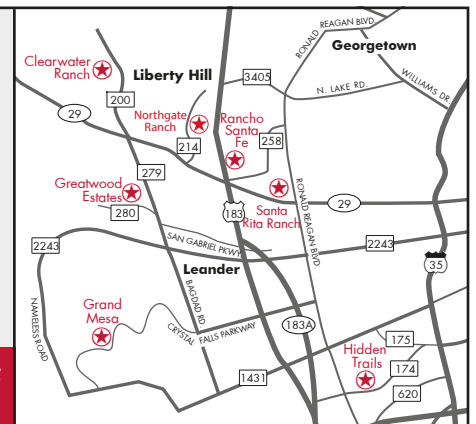 RONALD REAGAN BLVD.
Georgetown
Clearwater
Ranch
Liberty Hill
3405
N. LAKE RD.
WILLIAMS DR.
200
29
Northgate
Ranch
Rancho
Santa
Fe
258
214
279
Greatwood
Estates
280
183
Santa
Rita Ranch
RONALD REAGAN BLVD.
29
SAN GABRIEL PKWY
2243
2243
Leander
35
NAMELESS ROAD
BAGDAD RD.
Grand
Mesa
CRYSTAL FALLS PARKWAY
183A
175
Hidden
Trails
174
1431
620